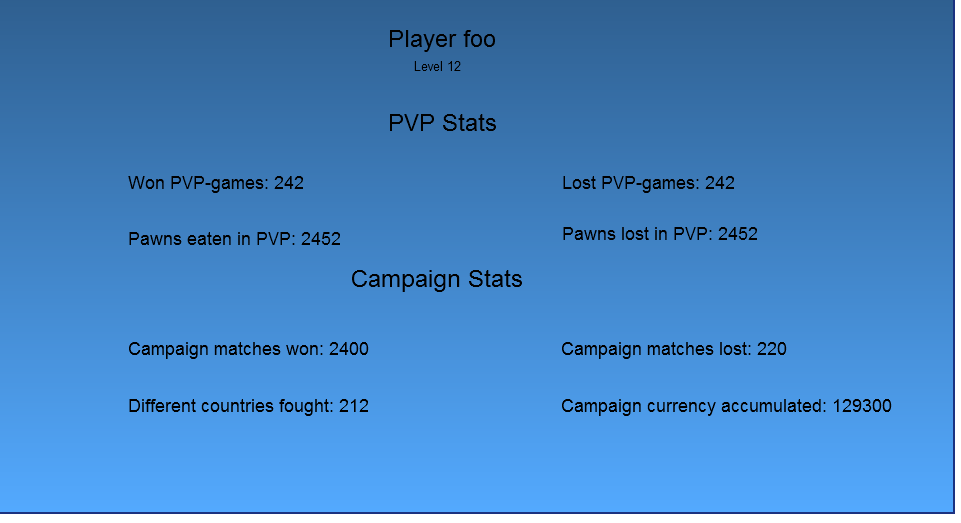 Player foo
Level 12
PVP Stats
Won PVP-games: 242
Lost PVP-games: 242
Pawns eaten in PVP: 2452
Pawns lost in PVP: 2452
Campaign Stats
Campaign matches won: 2400
Campaign matches lost: 220
Different countries fought: 212
Campaign currency accumulated: 129300